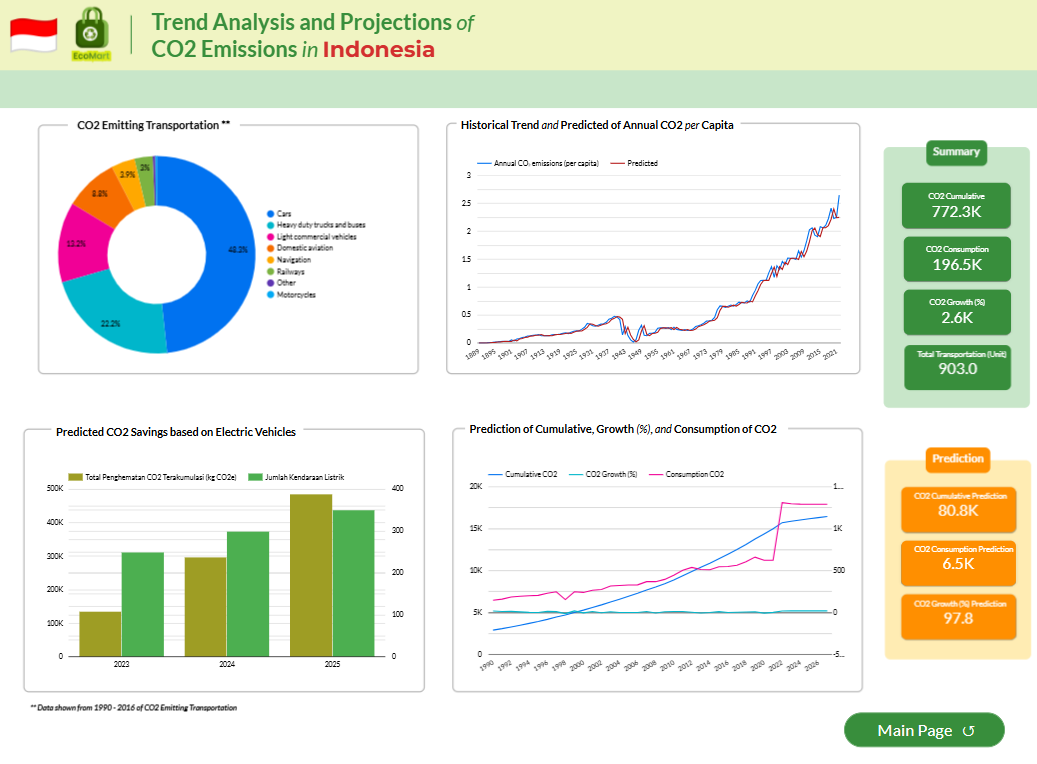 EcoMart
Trend Analysis and Projections of
CO2 Emissions in Indonesia
CO2 Emitting Transportation **
48.3%
22.2%
13.2%
8.8%
3.9%
3%
Cars
Heavy duty trucks and buses
Light commercial vehicles
Domestic aviation
Navigation
Railways
Other
Motorcycles
Historical Trend and Predicted of Annual CO2 per Capita
Annual CO₂ emissions (per capita)
Predicted
3
2.5
2
1.5
1
0.5
0
1889 1895 1901 1907 1913 1919 1925 1931 1937 1943 1949 1955 1961 1967 1973 1979 1985 1991 1997 2003 2009 2015 2021
Summary
CO2 Cumulative
772.3K
CO2 Consumption
196.5K
CO2 Growth (%)
2.6K
Total Transportation (Unit)
903.0
Predicted CO2 Savings based on Electric Vehicles
Total Penghematan CO2 Terakumulasi (kg CO2e)
Jumlah Kendaraan Listrik
500K
400K
300K
200K
100K
0
400
300
200
100
0
2023 2024 2025
Prediction of Cumulative, Growth (%), and Consumption of CO2
Cumulative CO2
CO2 Growth (%)
Consumption CO2
20K
15K
10K
5K
0
1...
1K
500
0
-5...
1990 1992 1994 1996 1998 2000 2002 2004 2006 2008 2010 2012 2014 2016 2018 2020 2022 2024 2026
Prediction
CO2 Cumulative Prediction
80.8K
CO2 Consumption Prediction
6.5K
CO2 Growth (%) Prediction
97.8
** Data shown from 1990 - 2016 of CO2 Emitting Transportation
Main Page ↺